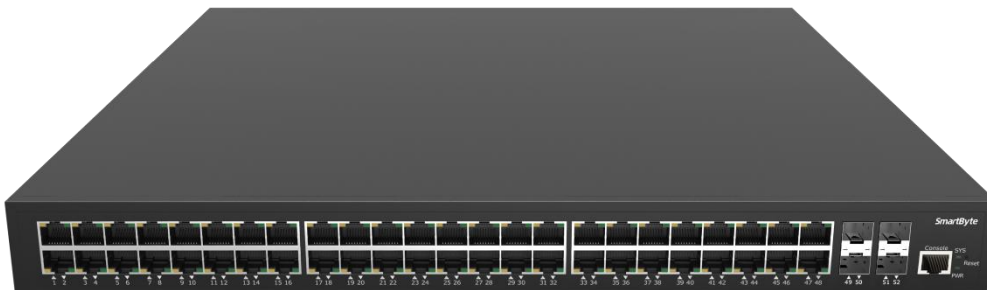 SmartByte
Console SYS
Reset
PWR
1 2 3 4 5 6 7 8 9 10 11 12 13 14 15 16 17 18 19 20 21 22 23 24 25 26 27 28 29 30 31 32 33 34 35 36 37 38 39 40 41 42 43 44 45 46 47 48 49 50 51 52